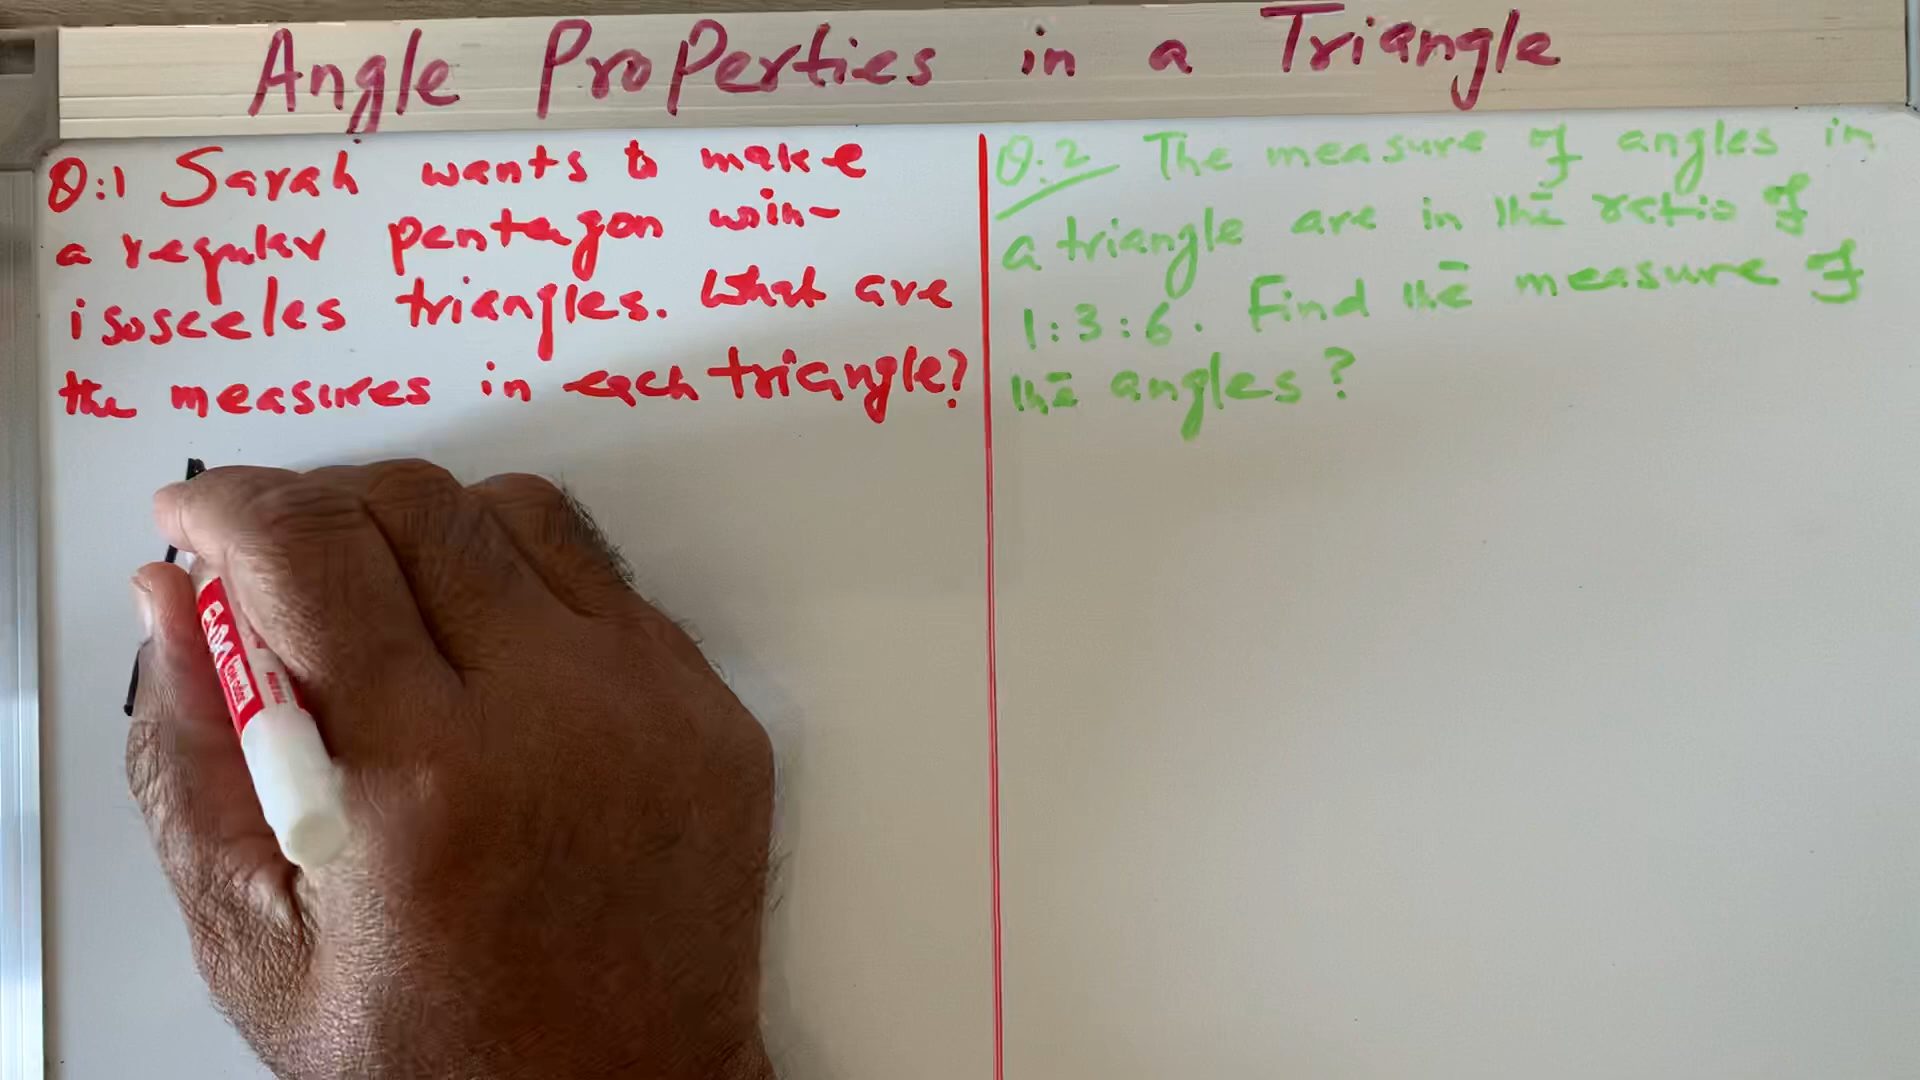 Angle Properties in a Triangle
Q:1 Sarah wants to make
a regular pentagon win-
isosceles triangles. What are
the measures in each triangle?
Q:2 The measure of angles in
a triangle are in the ratio of
1:3:6. Find the measure of
the angles?
EXPO